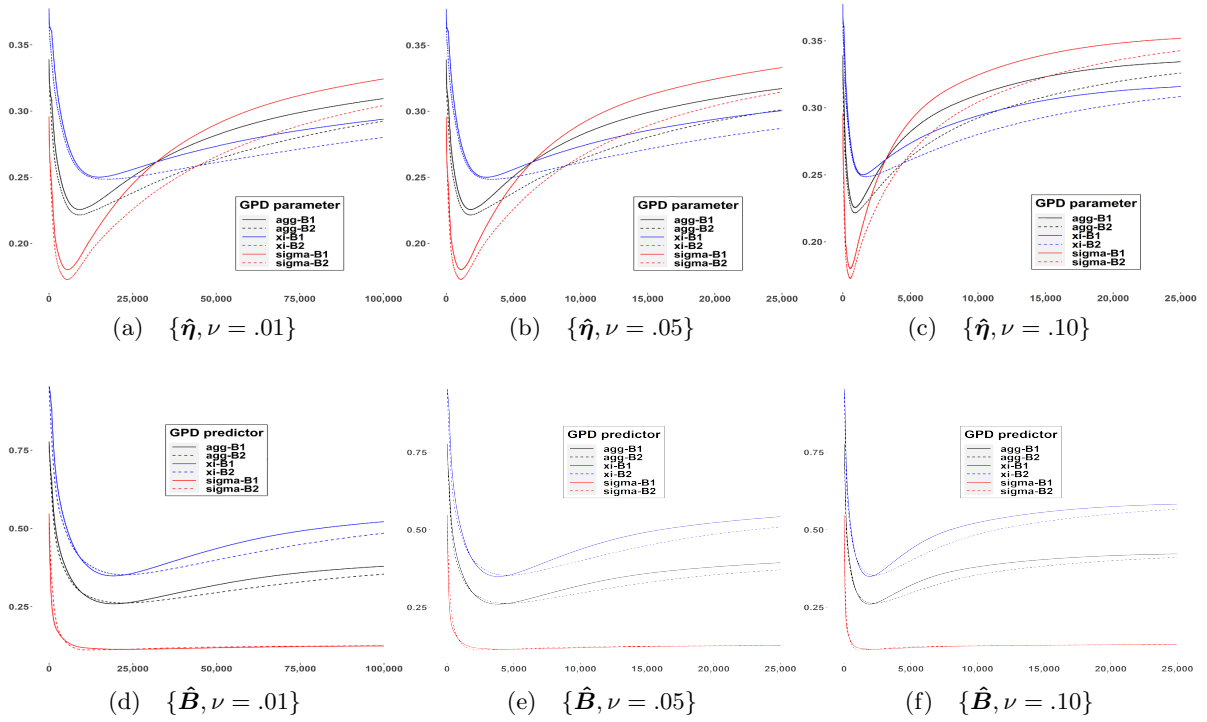 0.35
0.30
0.25
0.20
GPD parameter
agg-B1
agg-B2
xi-B1
xi-B2
sigma-B1
sigma-B2
0 25,000 50,000 75,000 100,000
(a) {η̂, ν = .01}
0.35
0.30
0.25
0.20
GPD parameter
agg-B1
agg-B2
xi-B1
xi-B2
sigma-B1
sigma-B2
0 5,000 10,000 15,000 20,000 25,000
(b) {η̂, ν = .05}
0.35
0.30
0.25
0.20
GPD parameter
agg-B1
agg-B2
xi-B1
xi-B2
sigma-B1
sigma-B2
0 5,000 10,000 15,000 20,000 25,000
(c) {η̂, ν = .10}
0.75
0.50
0.25
GPD predictor
agg-B1
agg-B2
xi-B1
xi-B2
sigma-B1
sigma-B2
0 25,000 50,000 75,000 100,000
(d) {B̂, ν = .01}
0.75
0.50
0.25
GPD predictor
agg-B1
agg-B2
xi-B1
xi-B2
sigma-B1
sigma-B2
0 5,000 10,000 15,000 20,000 25,000
(e) {B̂, ν = .05}
0.75
0.50
0.25
GPD predictor
agg-B1
agg-B2
xi-B1
xi-B2
sigma-B1
sigma-B2
0 5,000 10,000 15,000 20,000 25,000
(f) {B̂, ν = .10}